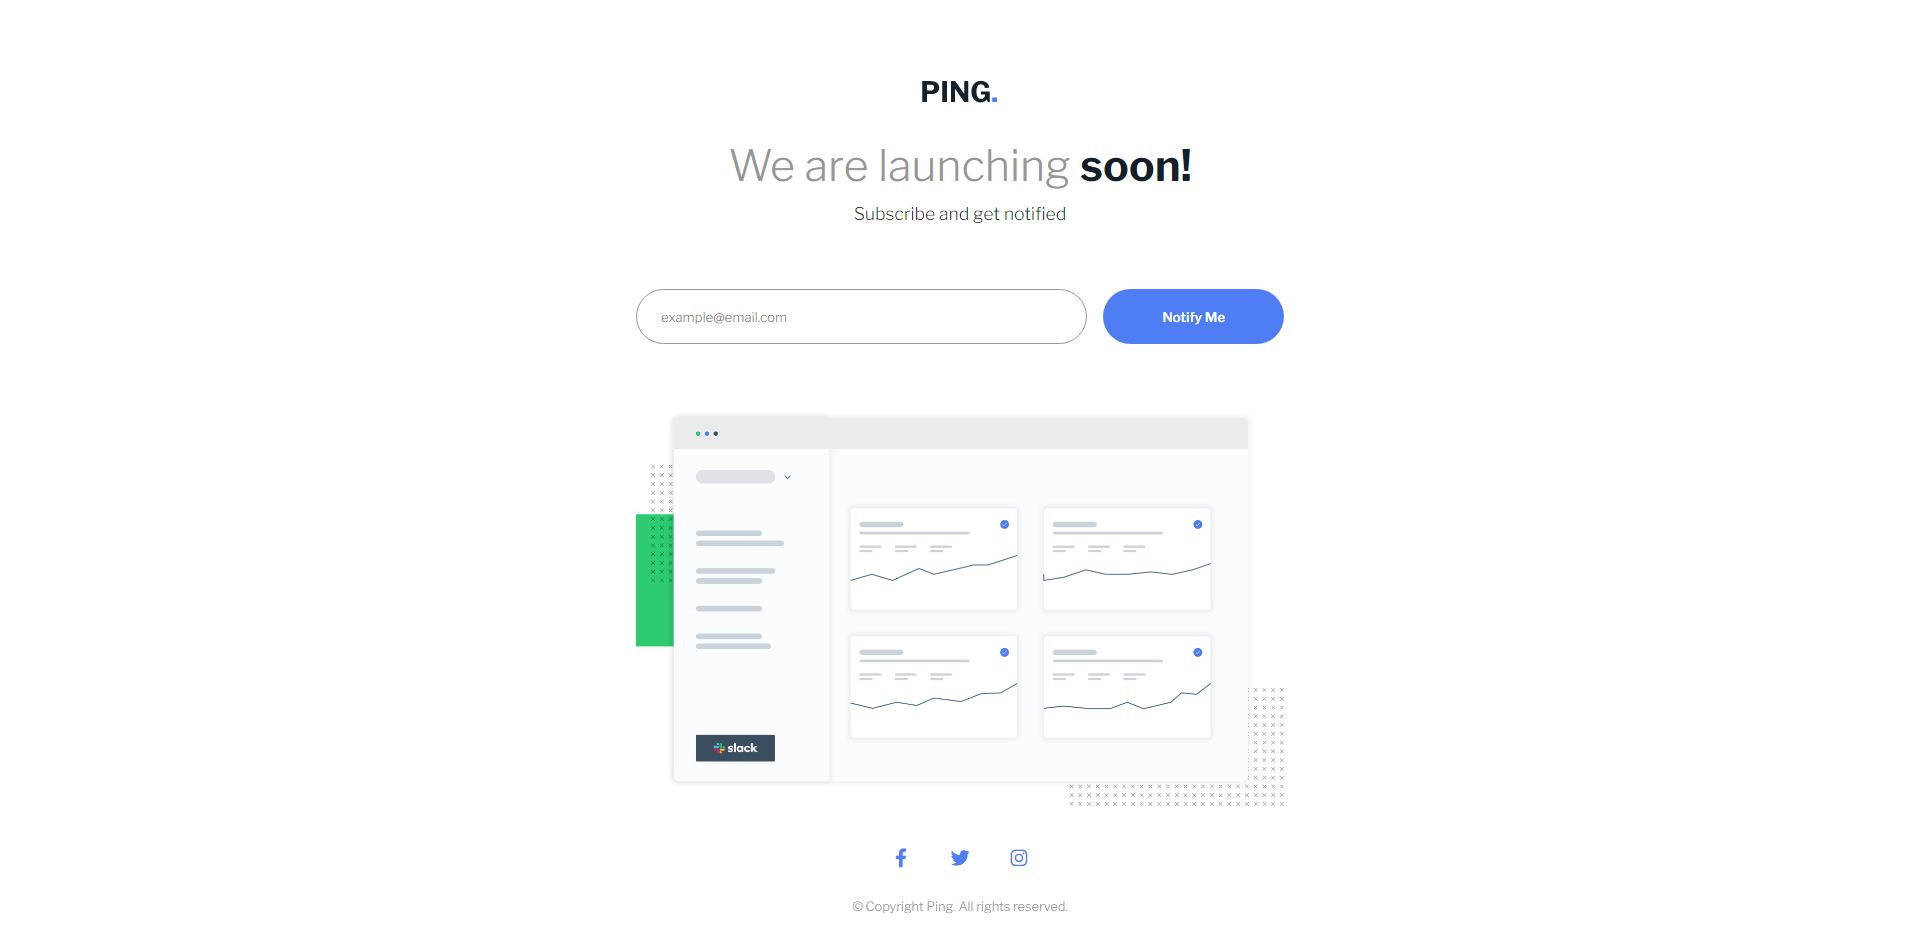 PING.
We are launching soon!
Subscribe and get notified
example@email.com
Notify Me
slack
© Copyright Ping. All rights reserved.